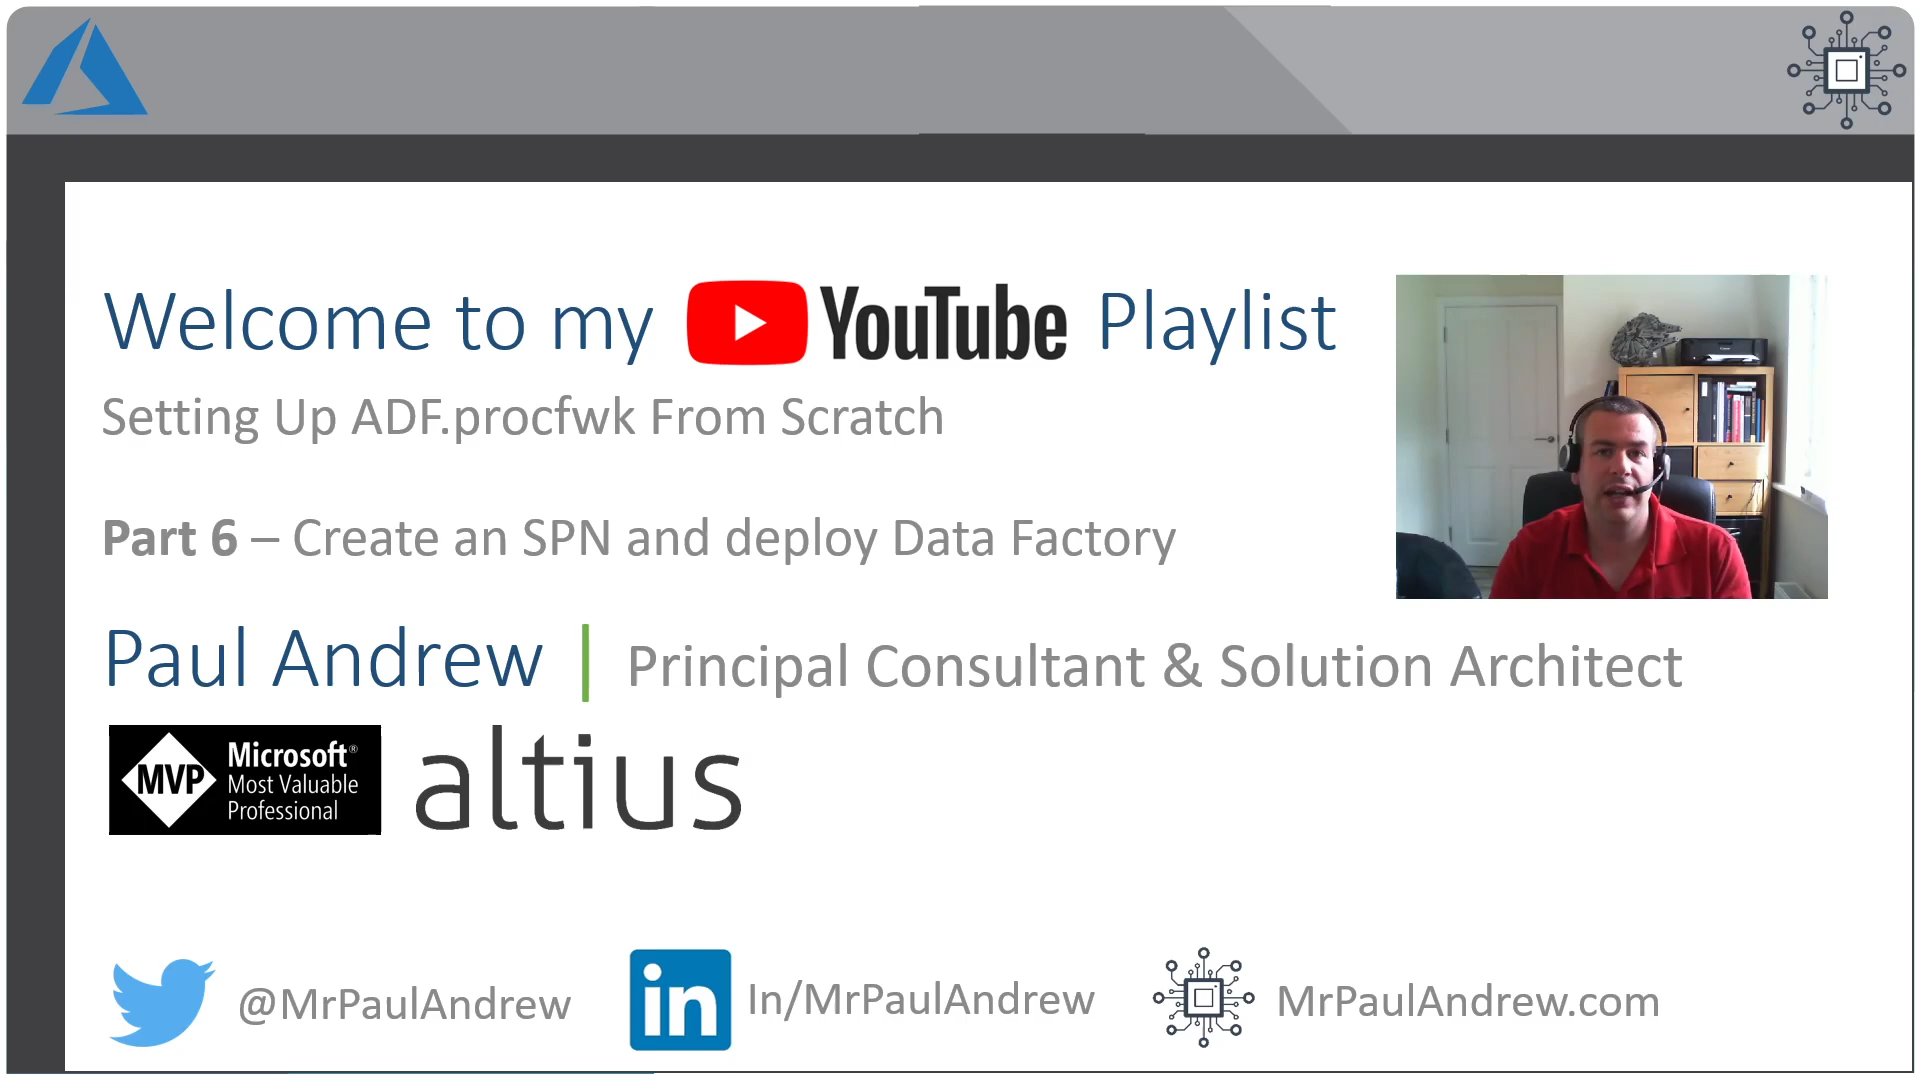 Welcome to my YouTube Playlist
Setting Up ADF.procfwk From Scratch
Part 6 – Create an SPN and deploy Data Factory
Paul Andrew | Principal Consultant & Solution Architect
MVP
Microsoft®
Most Valuable
Professional
altius
@MrPaulAndrew
in
In/MrPaulAndrew
MrPaulAndrew.com